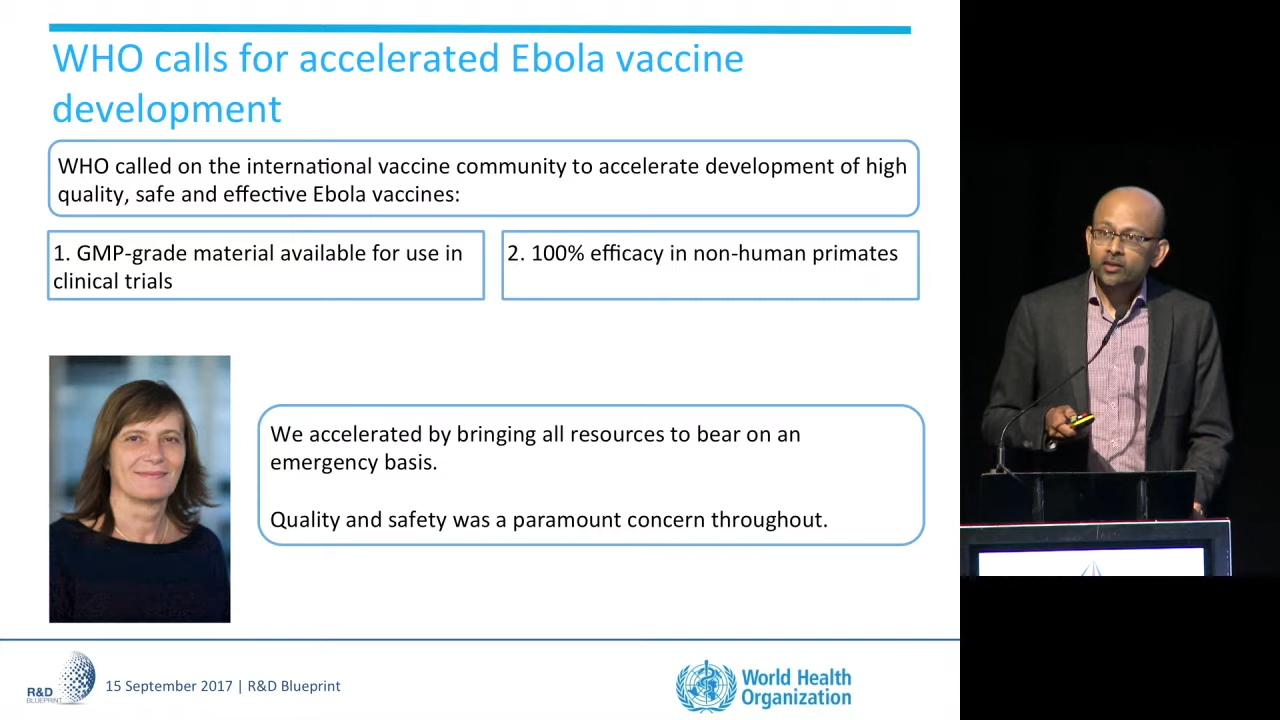 WHO calls for accelerated Ebola vaccine
development
WHO called on the international vaccine community to accelerate development of high
quality, safe and effective Ebola vaccines:
1. GMP-grade material available for use in
clinical trials
2. 100% efficacy in non-human primates
We accelerated by bringing all resources to bear on an
emergency basis.
Quality and safety was a paramount concern throughout.
R&D
BLUEPRINT
15 September 2017 | R&D Blueprint
World Health
Organization